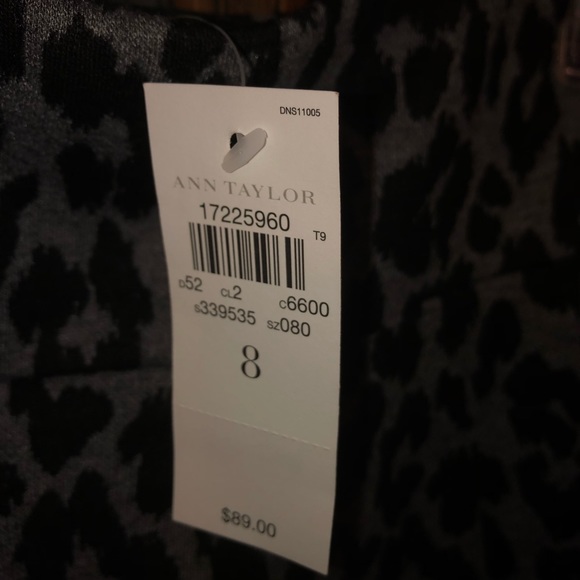 DNS11005
ANN TAYLOR
17225960
T9
D52 CL2 C6600
S339535 SZ080
8
$89.00